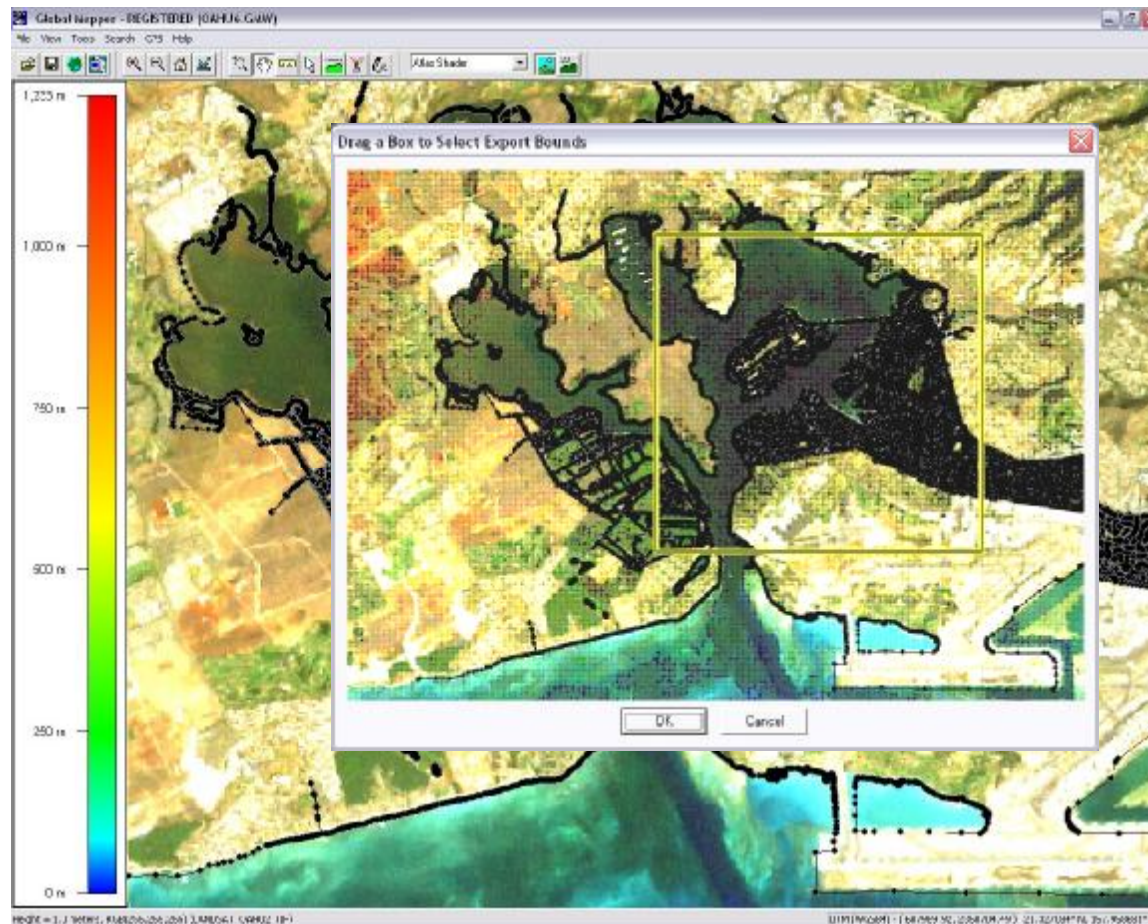 Global Mapper - REGISTERED (OAHU6.GMW)
File View Tools Search GPS Help
Atlas Shader
1,233 m
1,000 m
750 m
500 m
250 m
0 m
Drag a Box to Select Export Bounds
OK
Cancel